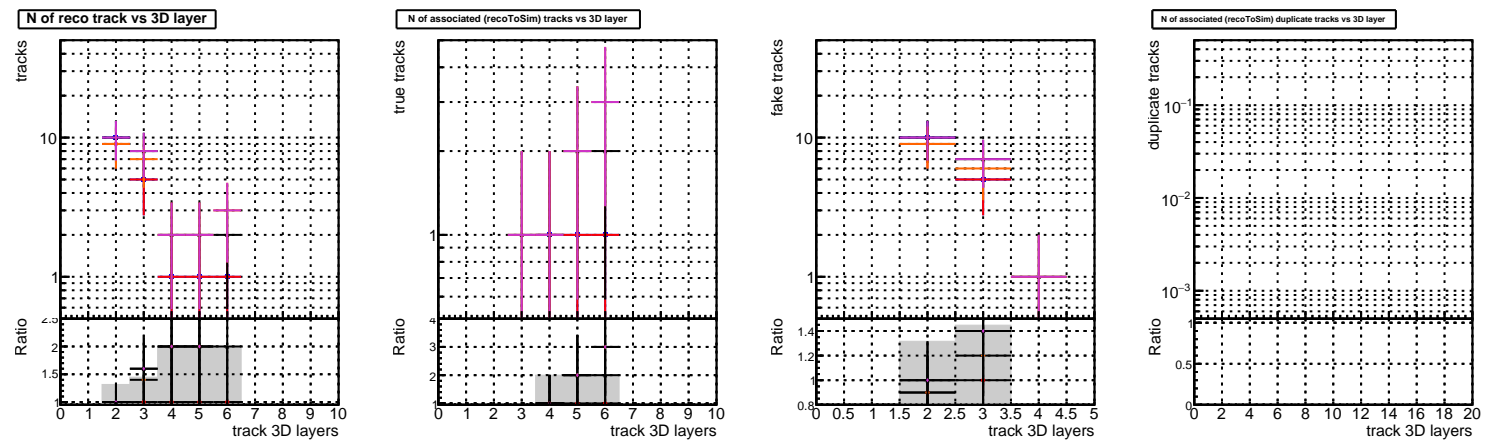 N of reco track vs 3D layer
tracks
10
1
Ratio
2.5
2
1.5
1
0 1 2 3 4 5 6 7 8 9 10
track 3D layers
N of associated (recoToSim) tracks vs 3D layer
true tracks
1
Ratio
4
3
2
1
0 1 2 3 4 5 6 7 8 9 10
track 3D layers
fake tracks
10
1
Ratio
1.4
1.2
1
0.8
0 0.5 1 1.5 2 2.5 3 3.5 4 4.5 5
track 3D layers
N of associated (recoToSim) duplicate tracks vs 3D layer
duplicate tracks
10⁻¹
10⁻²
10⁻³
Ratio
1
0.5
0
0 2 4 6 8 10 12 14 16 18 20
track 3D layers